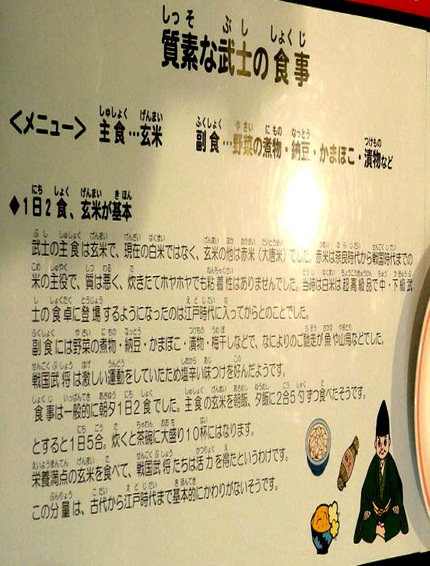 質素な武士の食事
<メニュー> 主食…玄米 副食…野菜の煮物・納豆・かまぼこ・漬物など
◆1日2食、玄米が基本
武士の主食は玄米で、現在の白米ではなく、玄米の他は赤米(大唐米)でした。赤米は奈良時代から戦国時代までの
米の主役で、質は悪く、炊きたてホヤホヤでも粘着性はありませんでした。当時は白米は超高級品で中・下級武
士の食卓に登場するようになったのは江戸時代に入ってからとのことでした。
副食には野菜の煮物・納豆・かまぼこ・漬物・梅干しなどで、なによりのご馳走が魚や山鳥などでした。
戦国武将は激しい運動をしていたため塩辛い味つけを好んだようです。
食事は一般的に朝夕1日2食でした。主食の玄米を朝飯、夕飯に2合5勺ずつ食べたそうです。
とすると1日5合。炊くと茶碗に大盛り10杯にはなります。
栄養満点の玄米を食べて、戦国武将たちは活力を得たというわけです。
この分量は、古代から江戸時代まで基本的にかわりがないそうです。